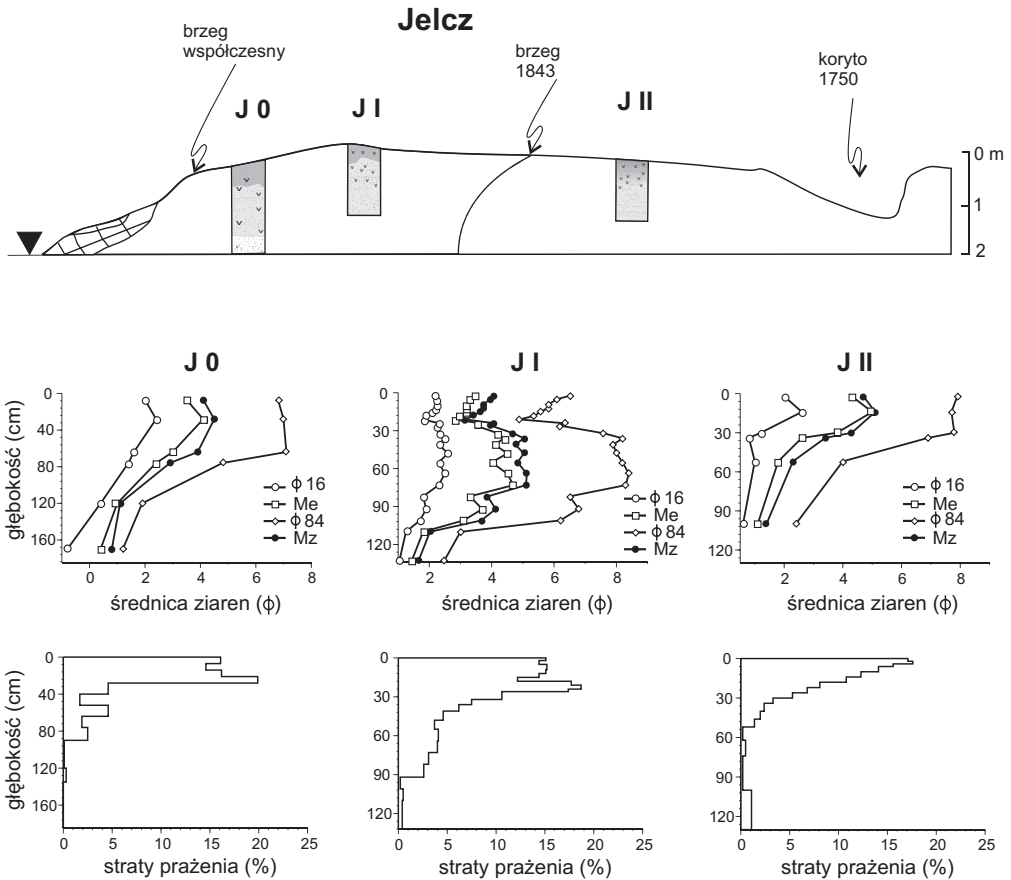 Jelcz
brzeg
współczesny
brzeg
1843
koryto
1750
J 0
J I
J II
0 m
1
2
J 0
J I
J II
głębokość (cm)
0
40
80
120
160
ϕ 16
Me
ϕ 84
Mz
0
2
4
6
8
średnica ziaren (ϕ)
0
30
60
90
120
ϕ 16
Me
ϕ 84
Mz
2
4
6
8
średnica ziaren (ϕ)
0
30
60
90
120
ϕ 16
Me
ϕ 84
Mz
2
4
6
8
średnica ziaren (ϕ)
głębokość (cm)
0
40
80
120
160
0
5
10
15
20
25
straty prażenia (%)
0
30
60
90
120
0
5
10
15
20
25
straty prażenia (%)
0
30
60
90
120
0
5
10
15
20
25
straty prażenia (%)